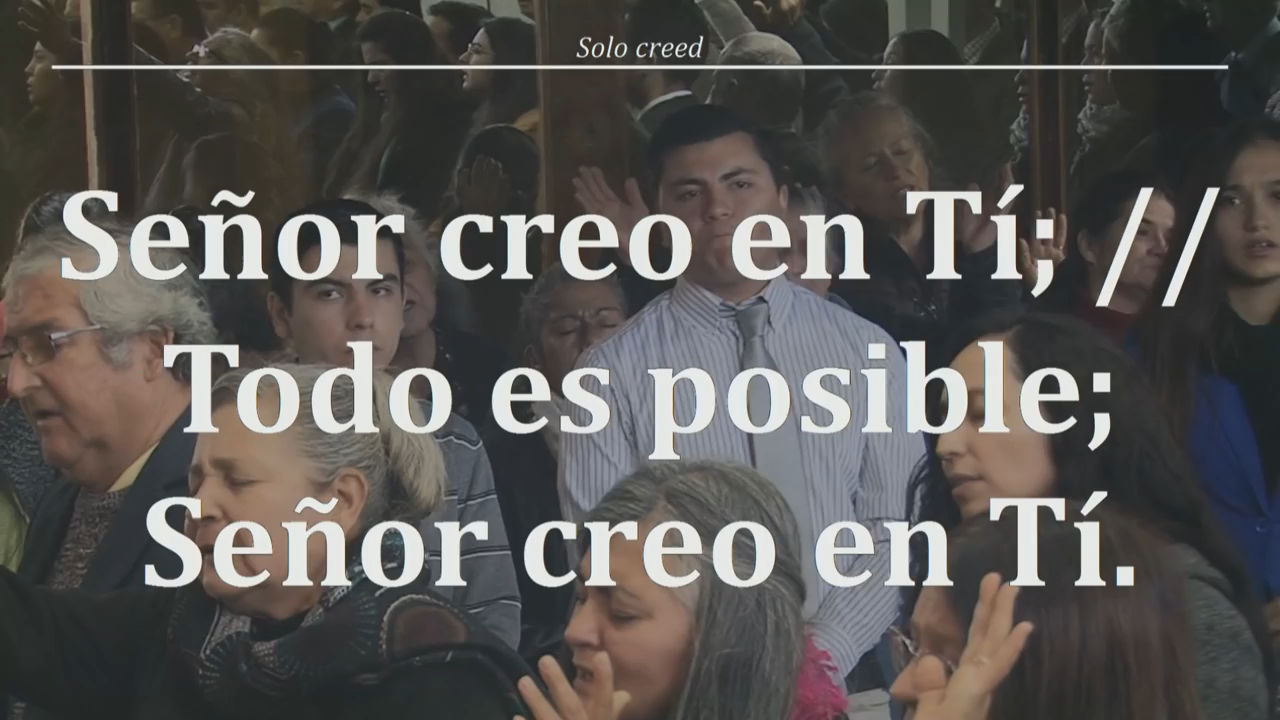 Solo creed
Señor creo en Tí; //
Todo es posible;
Señor creo en Tí.